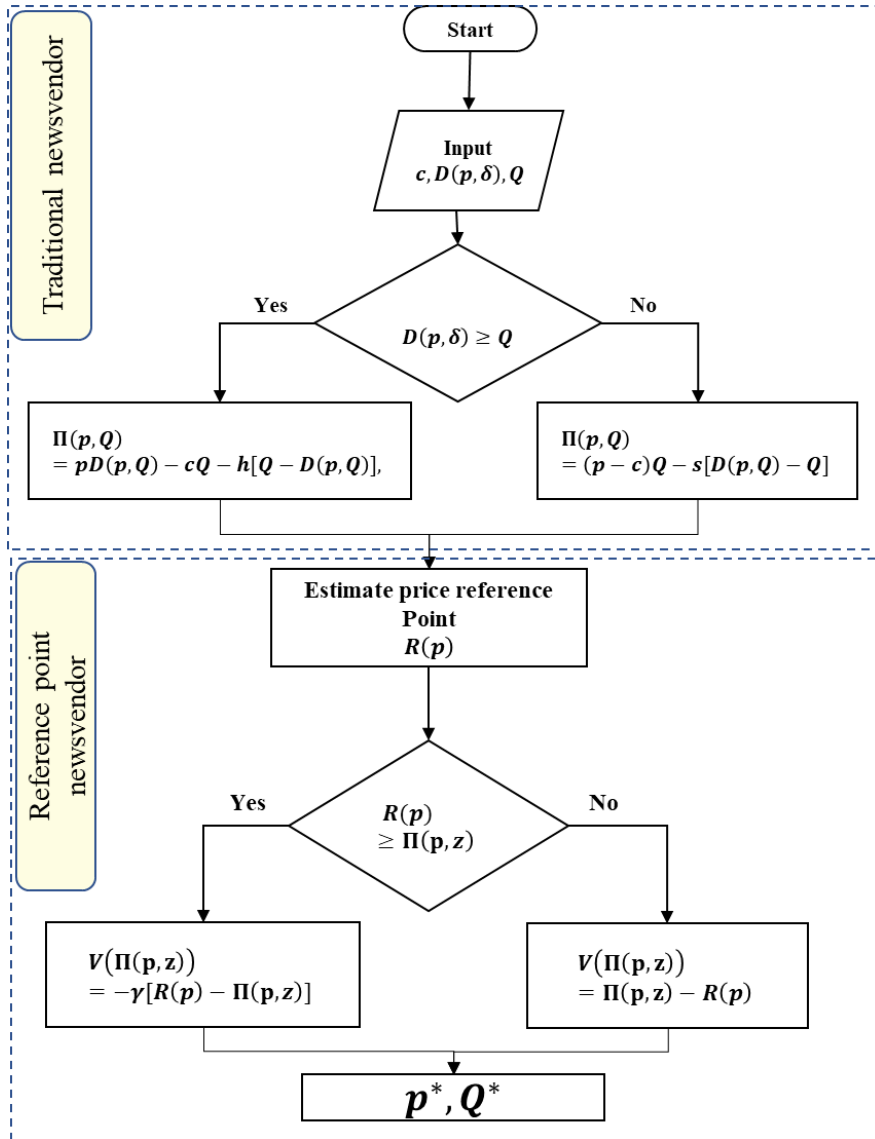 Traditional newsvendor
Start
Input
c, D(p, δ), Q
Yes
No
D(p, δ) ≥ Q
Π(p, Q)
= pD(p, Q) − cQ − h[Q − D(p, Q)],
Π(p, Q)
= (p − c)Q − s[D(p, Q) − Q]
Reference point
newsvendor
Estimate price reference
Point
R(p)
Yes
No
R(p)
≥ Π(p, z)
V(Π(p, z))
= −γ[R(p) − Π(p, z)]
V(Π(p, z))
= Π(p, z) − R(p)
p*, Q*